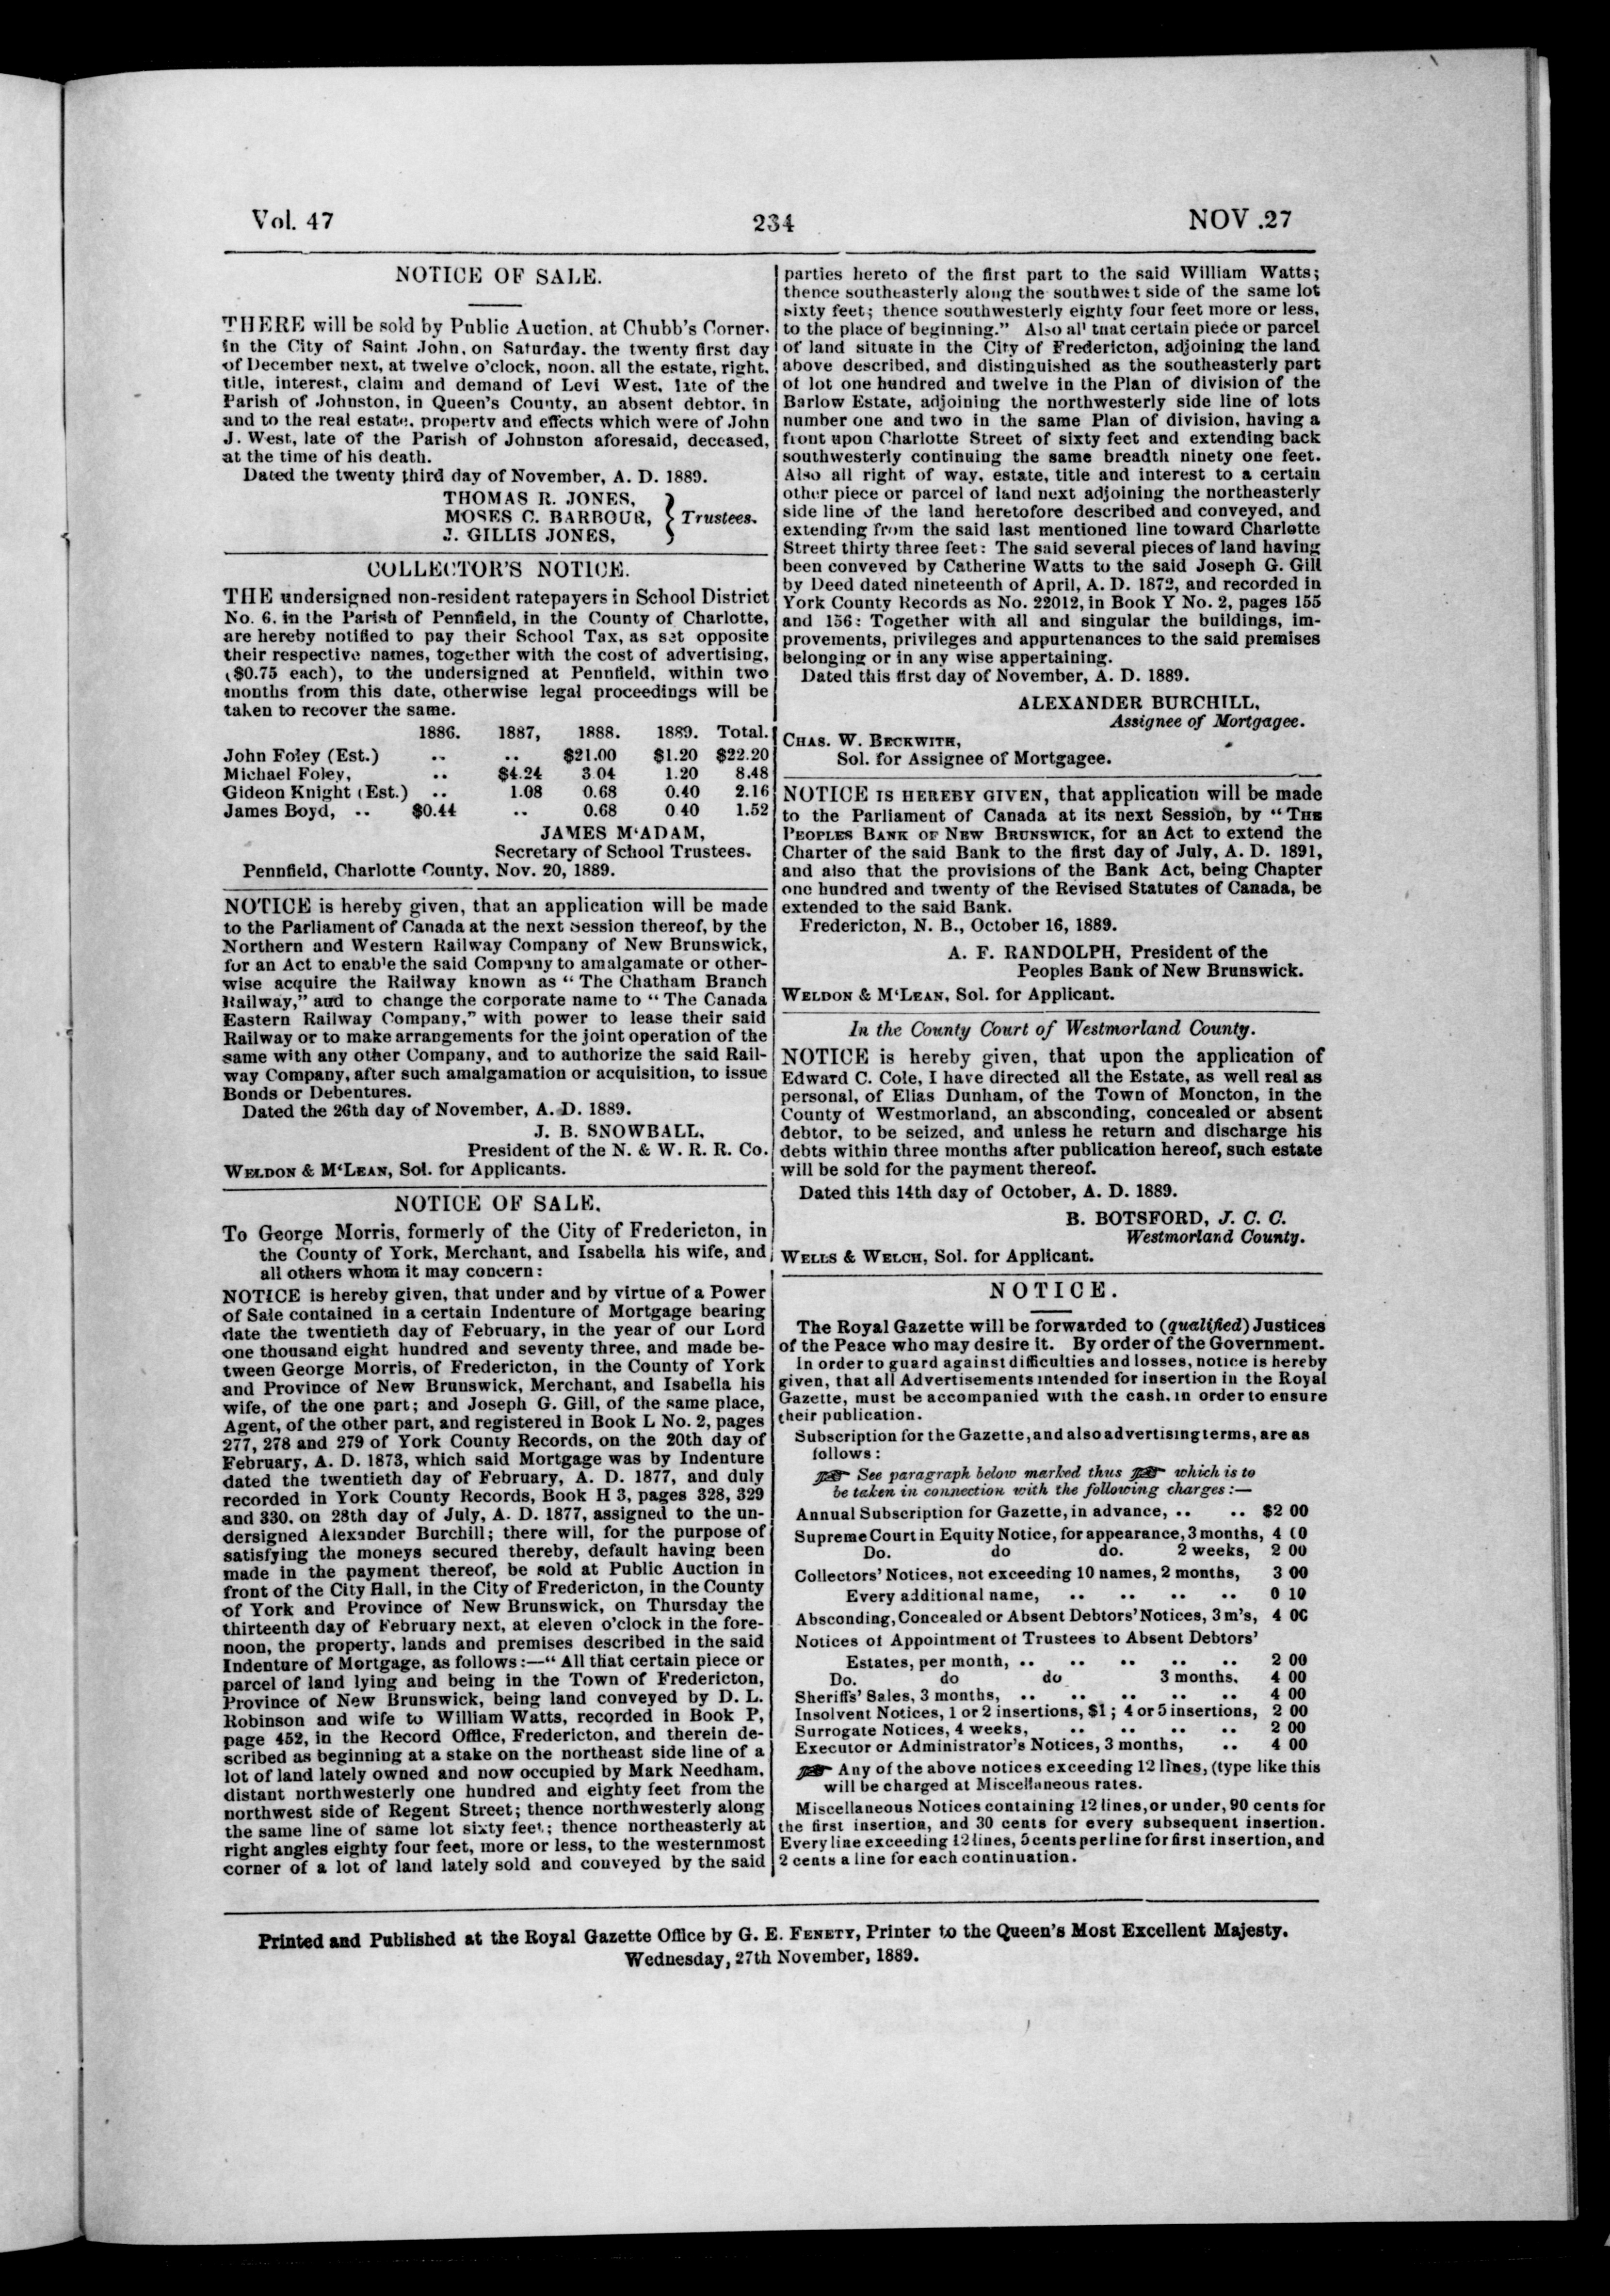 Vol. 47 234 NOV .27
NOTICE OF SALE.
THERE will be sold by Public Auction, at Chubb's Corner,
in the City of Saint John, on Saturday, the twenty first day
of December next, at twelve o'clock, noon, all the estate, right,
title, interest, claim and demand of Levi West, late of the
Parish of Johnston, in Queen's County, an absent debtor, in
and to the real estate, property and effects which were of John
J. West, late of the Parish of Johnston aforesaid, deceased,
at the time of his death.
Dated the twenty third day of November, A. D. 1889.
THOMAS R. JONES,
MOSES C. BARBOUR, } Trustees.
J. GILLIS JONES,
COLLECTOR'S NOTICE.
THE undersigned non-resident ratepayers in School District
No. 6, in the Parish of Pennfield, in the County of Charlotte,
are hereby notified to pay their School Tax, as set opposite
their respective names, together with the cost of advertising,
($0.75 each), to the undersigned at Pennfield, within two
months from this date, otherwise legal proceedings will be
taken to recover the same.
1886. 1887, 1888. 1889. Total.
John Foley (Est.) .. .. $21.00 $1.20 $22.20
Michael Foley, .. $4.24 3 04 1.20 8.48
Gideon Knight (Est.) .. 1.08 0.68 0.40 2.16
James Boyd, .. $0.44 .. 0.68 0 40 1.52
JAMES M'ADAM,
Secretary of School Trustees.
Pennfield, Charlotte County, Nov. 20, 1889.
NOTICE is hereby given, that an application will be made
to the Parliament of Canada at the next Session thereof, by the
Northern and Western Railway Company of New Brunswick,
for an Act to enable the said Company to amalgamate or other-
wise acquire the Railway known as "The Chatham Branch
Railway," and to change the corporate name to "The Canada
Eastern Railway Company," with power to lease their said
Railway or to make arrangements for the joint operation of the
same with any other Company, and to authorize the said Rail-
way Company, after such amalgamation or acquisition, to issue
Bonds or Debentures.
Dated the 26th day of November, A. D. 1889.
J. B. SNOWBALL,
President of the N. & W. R. R. Co.
WELDON & M'LEAN, Sol. for Applicants.
NOTICE OF SALE.
To George Morris, formerly of the City of Fredericton, in
the County of York, Merchant, and Isabella his wife, and
all others whom it may concern:
NOTICE is hereby given, that under and by virtue of a Power
of Sale contained in a certain Indenture of Mortgage bearing
date the twentieth day of February, in the year of our Lord
one thousand eight hundred and seventy three, and made be-
tween George Morris, of Fredericton, in the County of York
and Province of New Brunswick, Merchant, and Isabella his
wife, of the one part; and Joseph G. Gill, of the same place,
Agent, of the other part, and registered in Book L No. 2, pages
277, 278 and 279 of York County Records, on the 20th day of
February, A. D. 1873, which said Mortgage was by Indenture
dated the twentieth day of February, A. D. 1877, and duly
recorded in York County Records, Book H 3, pages 328, 329
and 330, on 28th day of July, A. D. 1877, assigned to the un-
dersigned Alexander Burchill; there will, for the purpose of
satisfying the moneys secured thereby, default having been
made in the payment thereof, be sold at Public Auction in
front of the City Hall, in the City of Fredericton, in the County
of York and Province of New Brunswick, on Thursday the
thirteenth day of February next, at eleven o'clock in the fore-
noon, the property, lands and premises described in the said
Indenture of Mortgage, as follows:—"All that certain piece or
parcel of land lying and being in the Town of Fredericton,
Province of New Brunswick, being land conveyed by D. L.
Robinson and wife to William Watts, recorded in Book P,
page 452, in the Record Office, Fredericton, and therein de-
scribed as beginning at a stake on the northeast side line of a
lot of land lately owned and now occupied by Mark Needham,
distant northwesterly one hundred and eighty feet from the
northwest side of Regent Street; thence northwesterly along
the same line of same lot sixty feet; thence northeasterly at
right angles eighty four feet, more or less, to the westernmost
corner of a lot of land lately sold and conveyed by the said
parties hereto of the first part to the said William Watts;
thence southeasterly along the southwest side of the same lot
sixty feet; thence southwesterly eighty four feet more or less,
to the place of beginning." Also all that certain piece or parcel
of land situate in the City of Fredericton, adjoining the land
above described, and distinguished as the southeasterly part
of lot one hundred and twelve in the Plan of division of the
Barlow Estate, adjoining the northwesterly side line of lots
number one and two in the same Plan of division, having a
front upon Charlotte Street of sixty feet and extending back
southwesterly continuing the same breadth ninety one feet.
Also all right of way, estate, title and interest to a certain
other piece or parcel of land next adjoining the northeasterly
side line of the land heretofore described and conveyed, and
extending from the said last mentioned line toward Charlotte
Street thirty three feet: The said several pieces of land having
been conveyed by Catherine Watts to the said Joseph G. Gill
by Deed dated nineteenth of April, A. D. 1872, and recorded in
York County Records as No. 22012, in Book Y No. 2, pages 155
and 156: Together with all and singular the buildings, im-
provements, privileges and appurtenances to the said premises
belonging or in any wise appertaining.
Dated this first day of November, A. D. 1889.
ALEXANDER BURCHILL,
Assignee of Mortgagee.
CHAS. W. BECKWITH,
Sol. for Assignee of Mortgagee.
NOTICE IS HEREBY GIVEN, that application will be made
to the Parliament of Canada at its next Session, by "THE
PEOPLES BANK OF NEW BRUNSWICK, for an Act to extend the
Charter of the said Bank to the first day of July, A. D. 1891,
and also that the provisions of the Bank Act, being Chapter
one hundred and twenty of the Revised Statutes of Canada, be
extended to the said Bank.
Fredericton, N. B., October 16, 1889.
A. F. RANDOLPH, President of the
Peoples Bank of New Brunswick.
WELDON & M'LEAN, Sol. for Applicant.
In the County Court of Westmorland County.
NOTICE is hereby given, that upon the application of
Edward C. Cole, I have directed all the Estate, as well real as
personal, of Elias Dunham, of the Town of Moncton, in the
County of Westmorland, an absconding, concealed or absent
debtor, to be seized, and unless he return and discharge his
debts within three months after publication hereof, such estate
will be sold for the payment thereof.
Dated this 14th day of October, A. D. 1889.
B. BOTSFORD, J. C. C.
Westmorland County.
WELLS & WELCH, Sol. for Applicant.
NOTICE.
The Royal Gazette will be forwarded to (qualified) Justices
of the Peace who may desire it. By order of the Government.
In order to guard against difficulties and losses, notice is hereby
given, that all Advertisements intended for insertion in the Royal
Gazette, must be accompanied with the cash, in order to ensure
their publication.
Subscription for the Gazette, and also advertising terms, are as
follows:
☞ See paragraph below marked thus ☞ which is to
be taken in connection with the following charges:—
Annual Subscription for Gazette, in advance, .. .. $2 00
Supreme Court in Equity Notice, for appearance, 3 months, 4 00
Do. do do. 2 weeks, 2 00
Collectors' Notices, not exceeding 10 names, 2 months, 3 00
Every additional name, .. .. .. .. 0 10
Absconding, Concealed or Absent Debtors' Notices, 3 m's, 4 00
Notices of Appointment of Trustees to Absent Debtors'
Estates, per month, .. .. .. .. .. 2 00
Do. do do 3 months, 4 00
Sheriffs' Sales, 3 months, .. .. .. .. .. 4 00
Insolvent Notices, 1 or 2 insertions, $1; 4 or 5 insertions, 2 00
Surrogate Notices, 4 weeks, .. .. .. .. 2 00
Executor or Administrator's Notices, 3 months, .. 4 00
☞ Any of the above notices exceeding 12 lines, (type like this
will be charged at Miscellaneous rates.
Miscellaneous Notices containing 12 lines, or under, 90 cents for
the first insertion, and 30 cents for every subsequent insertion.
Every line exceeding 12 lines, 5 cents per line for first insertion, and
2 cents a line for each continuation.
Printed and Published at the Royal Gazette Office by G. E. FENETY, Printer to the Queen's Most Excellent Majesty.
Wednesday, 27th November, 1889.